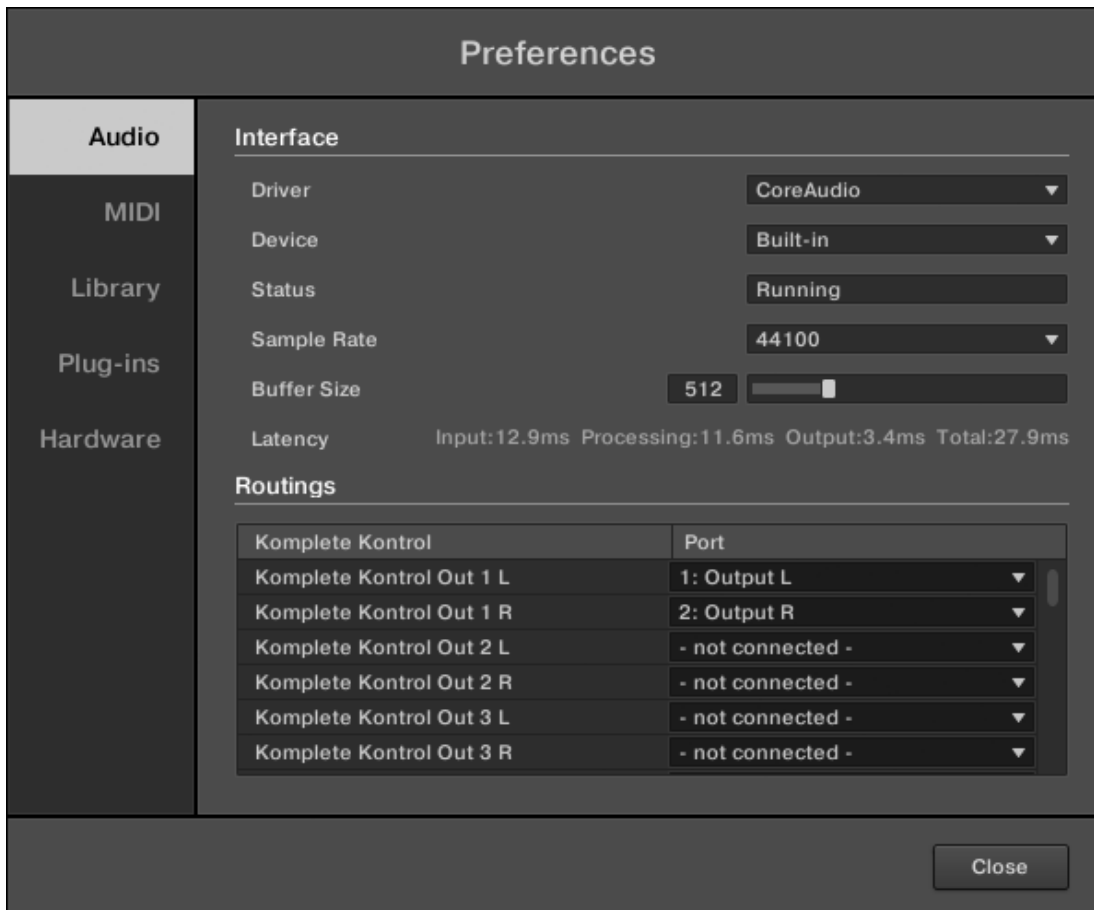 Preferences
Audio
MIDI
Library
Plug-ins
Hardware
Interface
Driver CoreAudio
Device Built-in
Status Running
Sample Rate 44100
Buffer Size 512
Latency Input:12.9ms Processing:11.6ms Output:3.4ms Total:27.9ms
Routings
Komplete Kontrol Port
Komplete Kontrol Out 1 L 1: Output L
Komplete Kontrol Out 1 R 2: Output R
Komplete Kontrol Out 2 L - not connected -
Komplete Kontrol Out 2 R - not connected -
Komplete Kontrol Out 3 L - not connected -
Komplete Kontrol Out 3 R - not connected -
Close